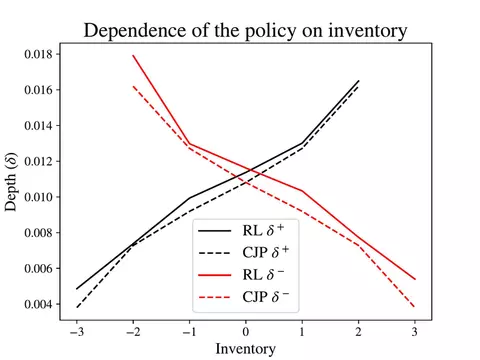 Dependence of the policy on inventory
Depth (δ)
0.018
0.016
0.014
0.012
0.010
0.008
0.006
0.004
RL δ⁺
CJP δ⁺
RL δ⁻
CJP δ⁻
−3 −2 −1 0 1 2 3
Inventory